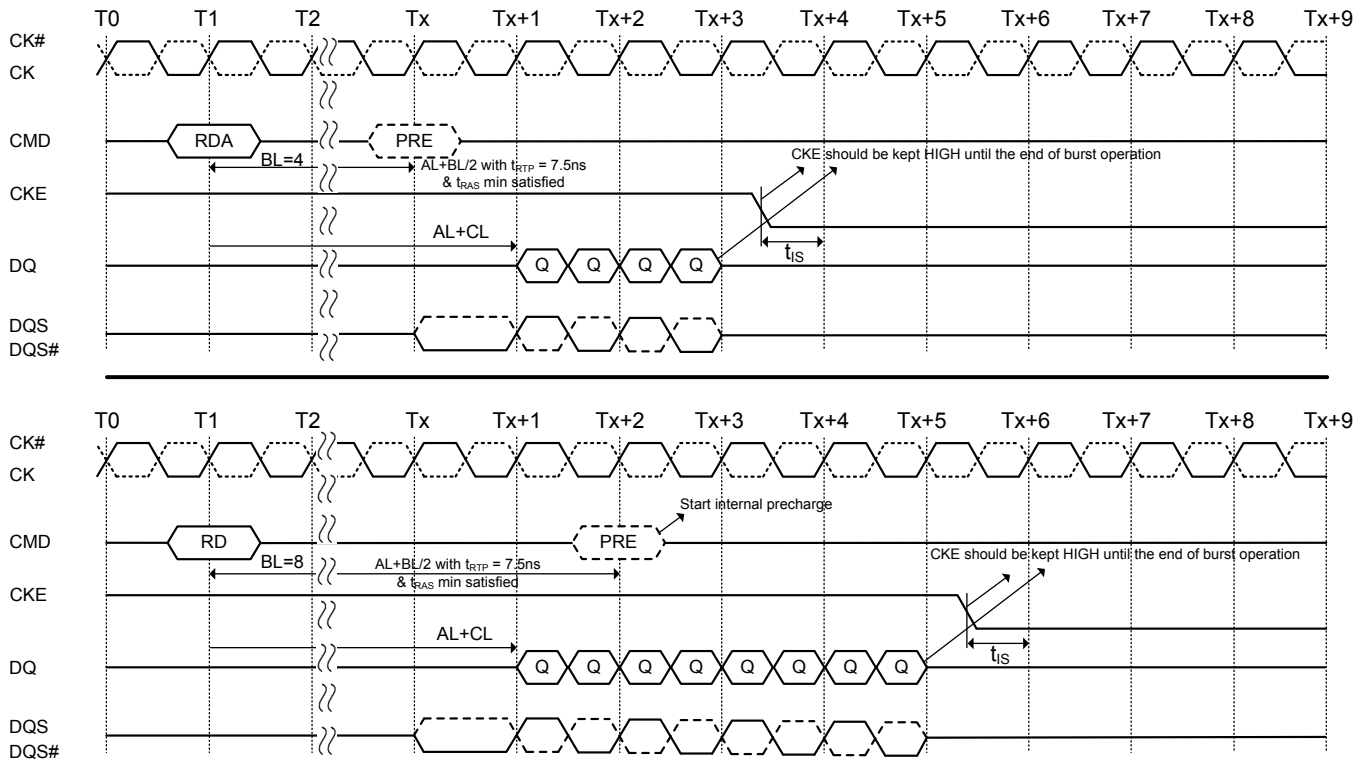 T0 T1 T2 Tx Tx+1 Tx+2 Tx+3 Tx+4 Tx+5 Tx+6 Tx+7 Tx+8 Tx+9
CK#
CK
CMD RDA PRE
BL=4 AL+BL/2 with tRTP = 7.5ns
& tRAS min satisfied
CKE should be kept HIGH until the end of burst operation
CKE
AL+CL
tIS
DQ Q Q Q Q
DQS
DQS#
T0 T1 T2 Tx Tx+1 Tx+2 Tx+3 Tx+4 Tx+5 Tx+6 Tx+7 Tx+8 Tx+9
CK#
CK
Start internal precharge
CMD RD PRE
CKE should be kept HIGH until the end of burst operation
BL=8 AL+BL/2 with tRTP = 7.5ns
& tRAS min satisfied
CKE
AL+CL
tIS
DQ Q Q Q Q Q Q Q Q
DQS
DQS#